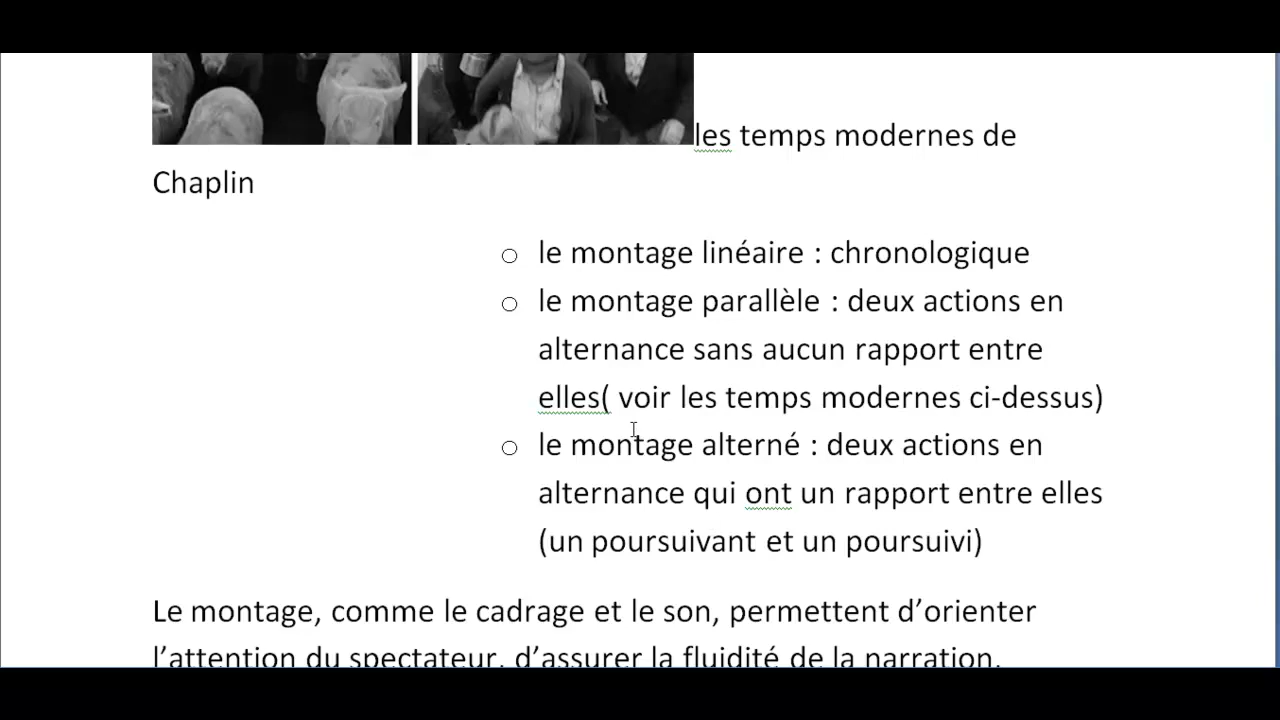 les temps modernes de
Chaplin
o le montage linéaire : chronologique
o le montage parallèle : deux actions en
alternance sans aucun rapport entre
elles( voir les temps modernes ci-dessus)
o le montage alterné : deux actions en
alternance qui ont un rapport entre elles
(un poursuivant et un poursuivi)
Le montage, comme le cadrage et le son, permettent d’orienter
l’attention du spectateur, d’assurer la fluidité de la narration,